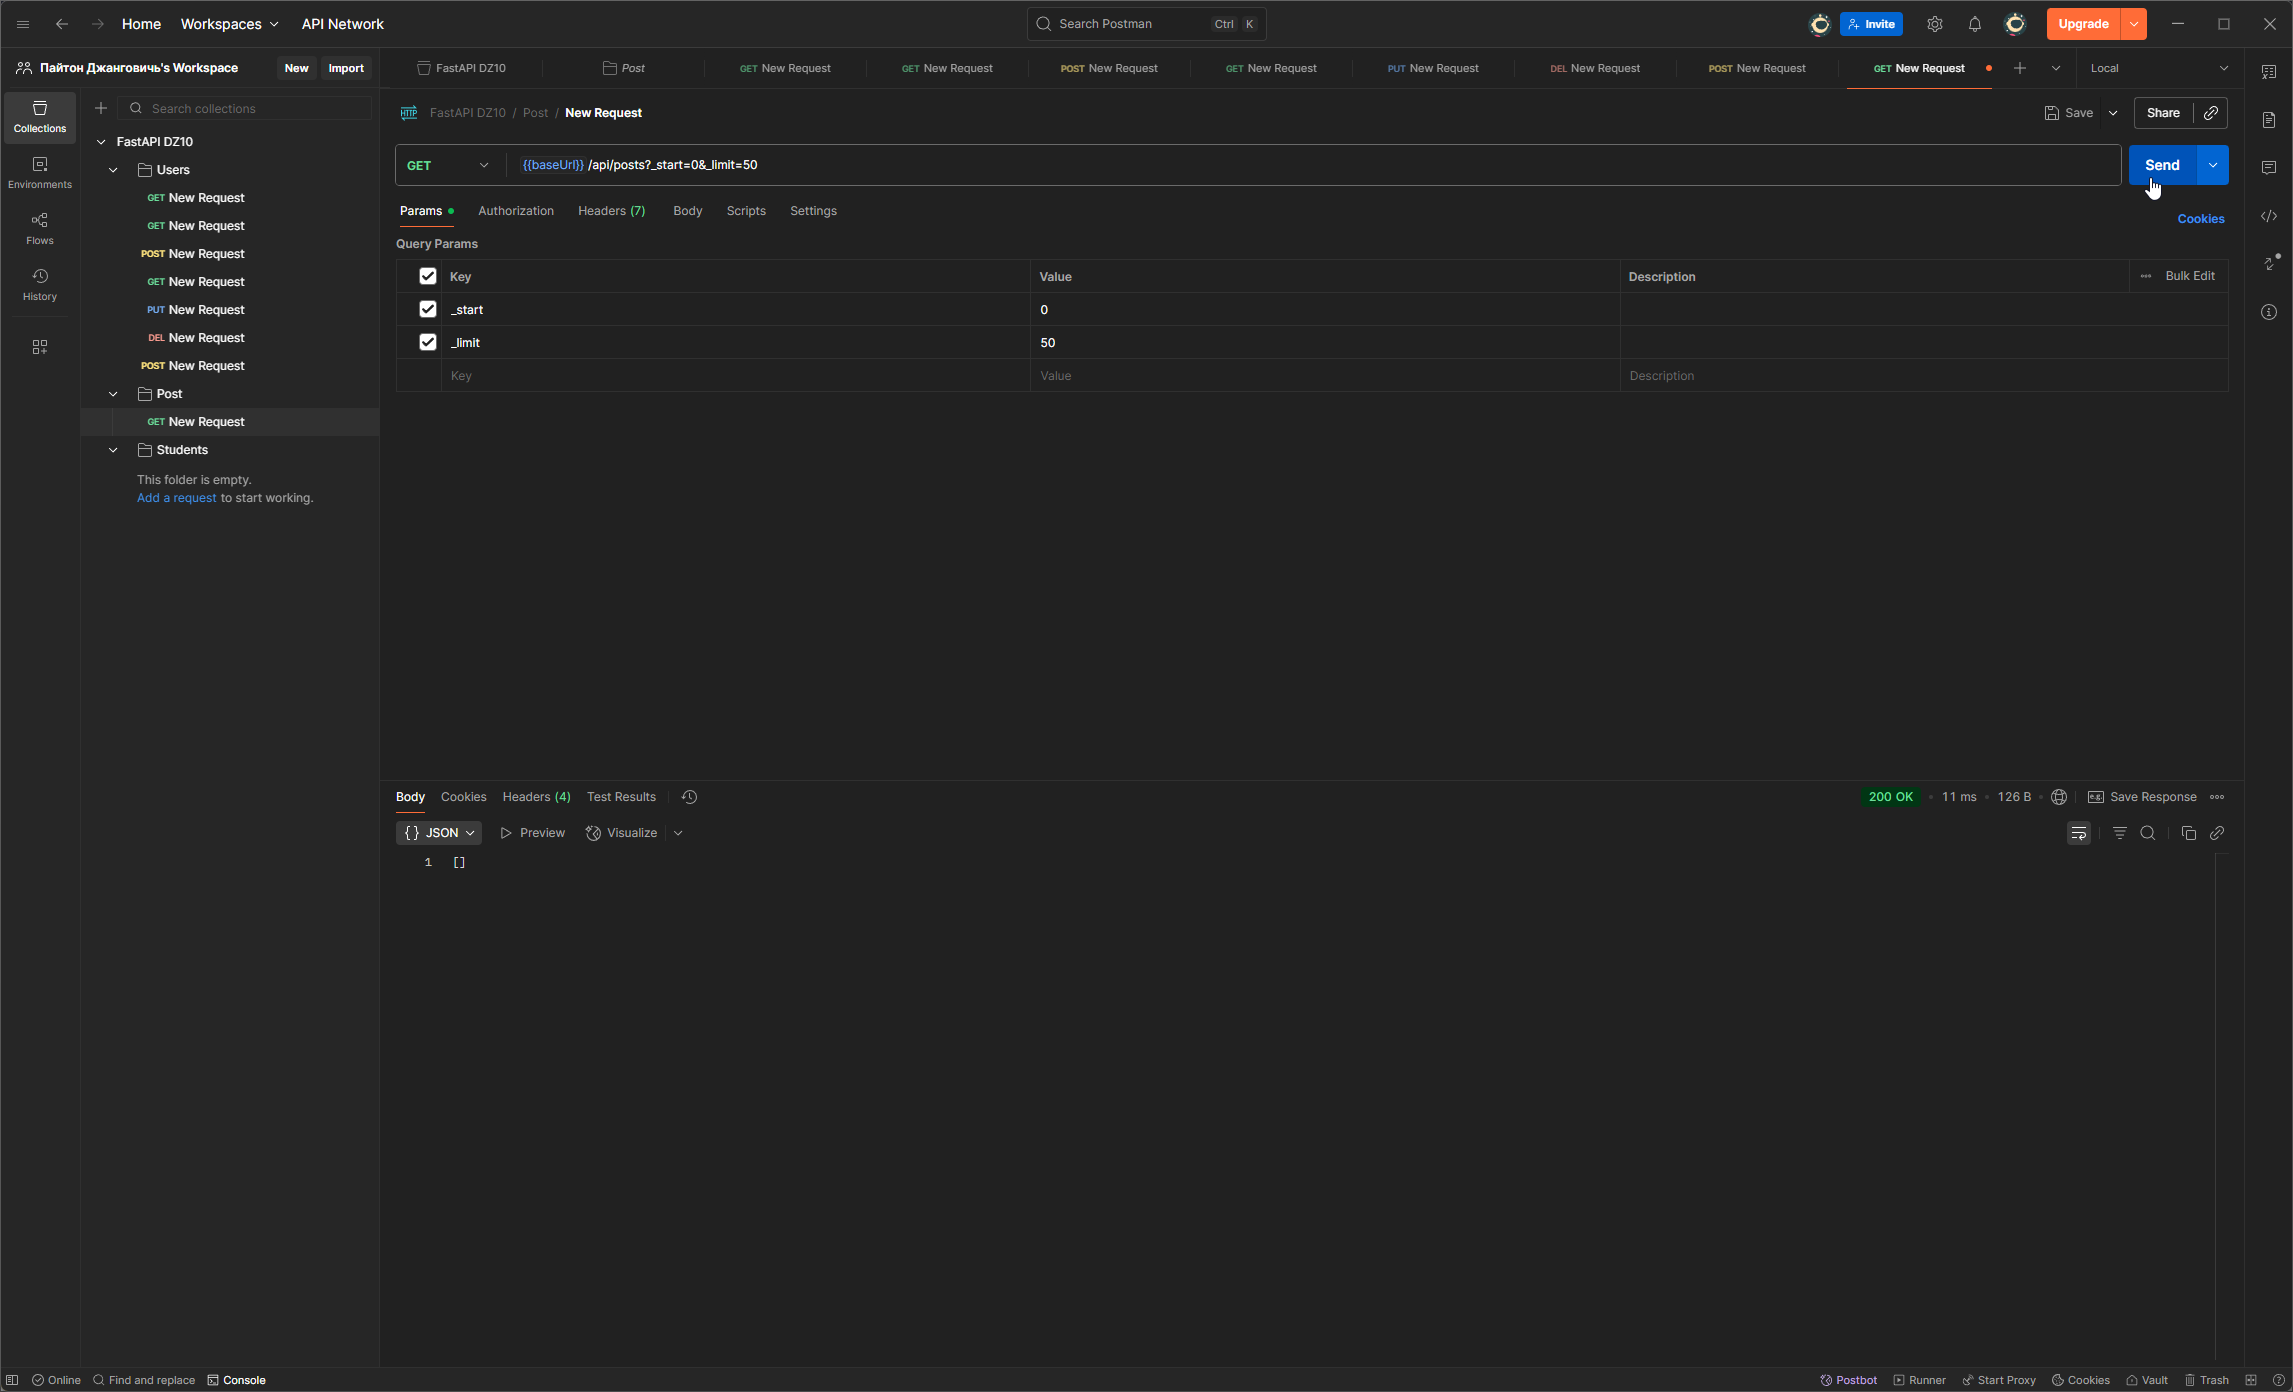 Home Workspaces API Network Search Postman Ctrl K Invite Upgrade
Пайтон Джангович's Workspace New Import FastAPI DZ10 Post GET New Request GET New Request POST New Request GET New Request PUT New Request DEL New Request POST New Request GET New Request Local
Collections
Environments
Flows
History
Search collections
FastAPI DZ10
Users
GET New Request
GET New Request
POST New Request
GET New Request
PUT New Request
DEL New Request
POST New Request
Post
GET New Request
Students
This folder is empty.
Add a request to start working.
HTTP FastAPI DZ10 / Post / New Request Save Share
GET {{baseUrl}} /api/posts?_start=0&_limit=50 Send
Params Authorization Headers (7) Body Scripts Settings Cookies
Query Params
Key Value Description Bulk Edit
_start 0
_limit 50
Key Value Description
Body Cookies Headers (4) Test Results 200 OK 11 ms 126 B e.g. Save Response
{} JSON Preview Visualize
1 []
Online Find and replace Console Postbot Runner Start Proxy Cookies Vault Trash